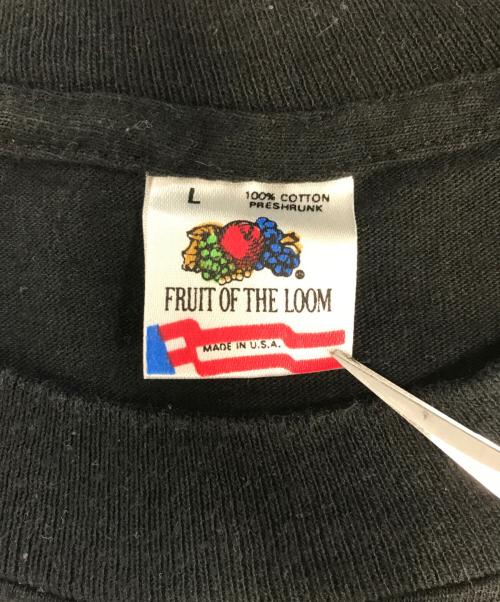 L
100% COTTON
PRESHRUNK
®
FRUIT OF THE LOOM
MADE IN U.S.A.